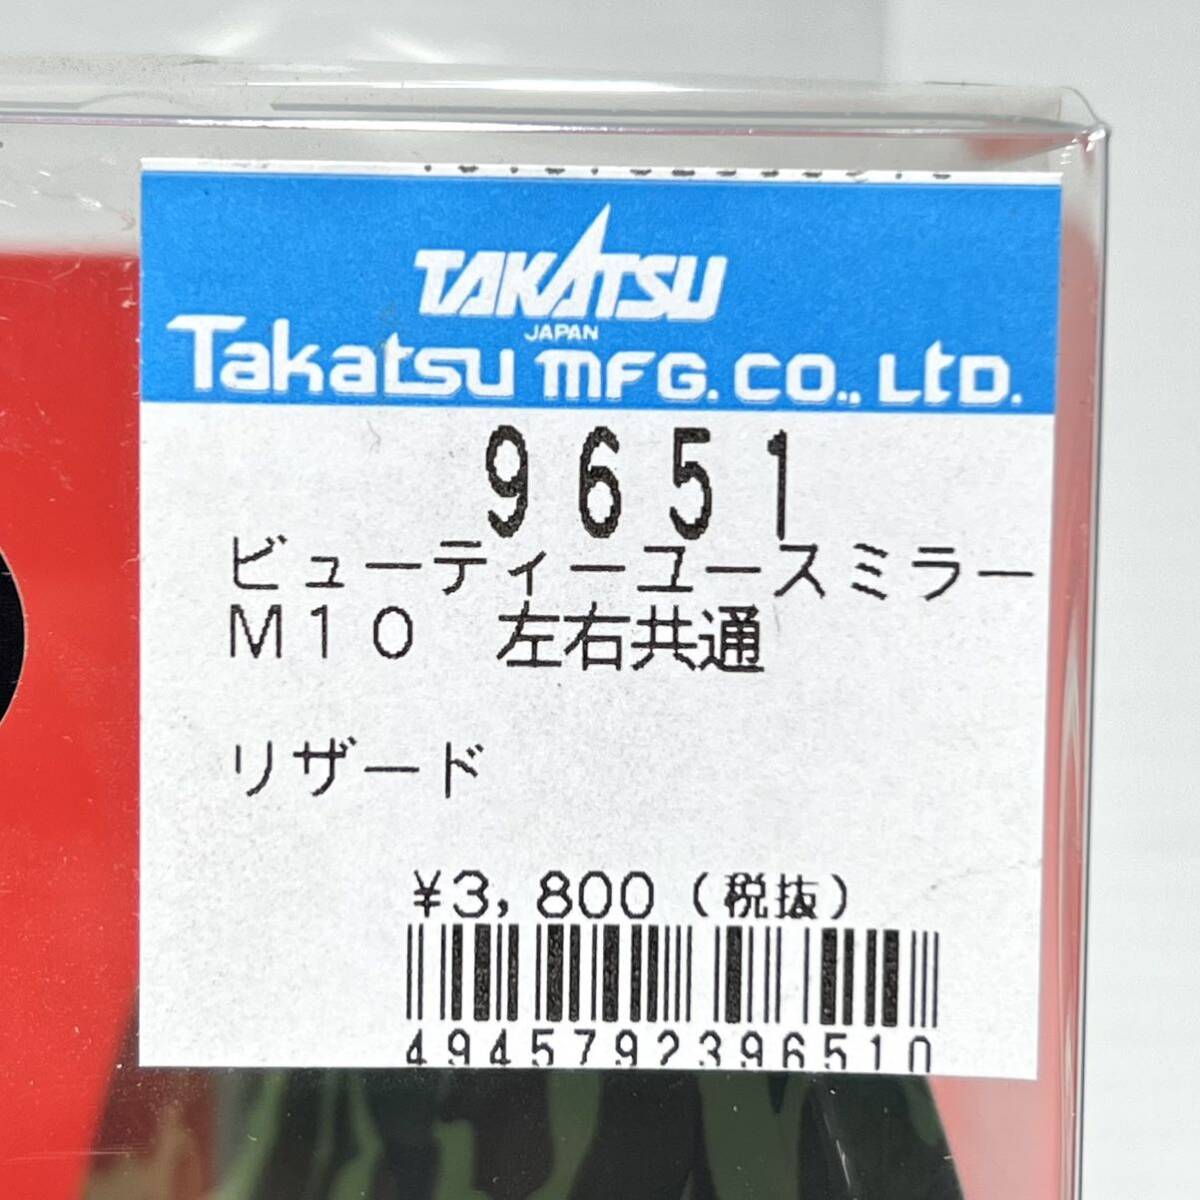 TAKATSU
JAPAN
Takatsu MFG. CO., Ltd.
9651
ビューティーユースミラー
M10 左右共通
リザード
¥3,800(税抜)
4945792396510